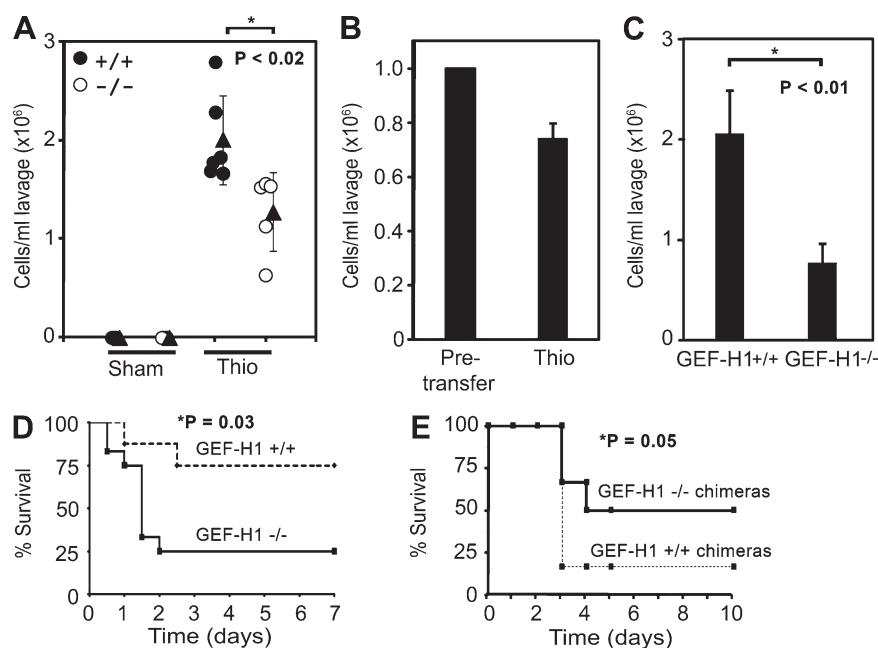 A
*
3
+/+
P < 0.02
−/−
2
1
0
Cells/ml lavage (x10⁶)
Sham
Thio
B
1.0
0.8
0.6
0.4
0.2
0
Cells/ml lavage (x10⁶)
Pre-
transfer
Thio
C
*
3
P < 0.01
2
1
0
Cells/ml lavage (x10⁶)
GEF-H1+/+
GEF-H1-/-
D
*P = 0.03
100
GEF-H1 +/+
75
50
GEF-H1 -/-
25
0
% Survival
0 1 2 3 4 5 6 7
Time (days)
E
100
*P = 0.05
75
GEF-H1 -/- chimeras
50
GEF-H1 +/+ chimeras
25
0
% Survival
0 2 4 6 8 10
Time (days)